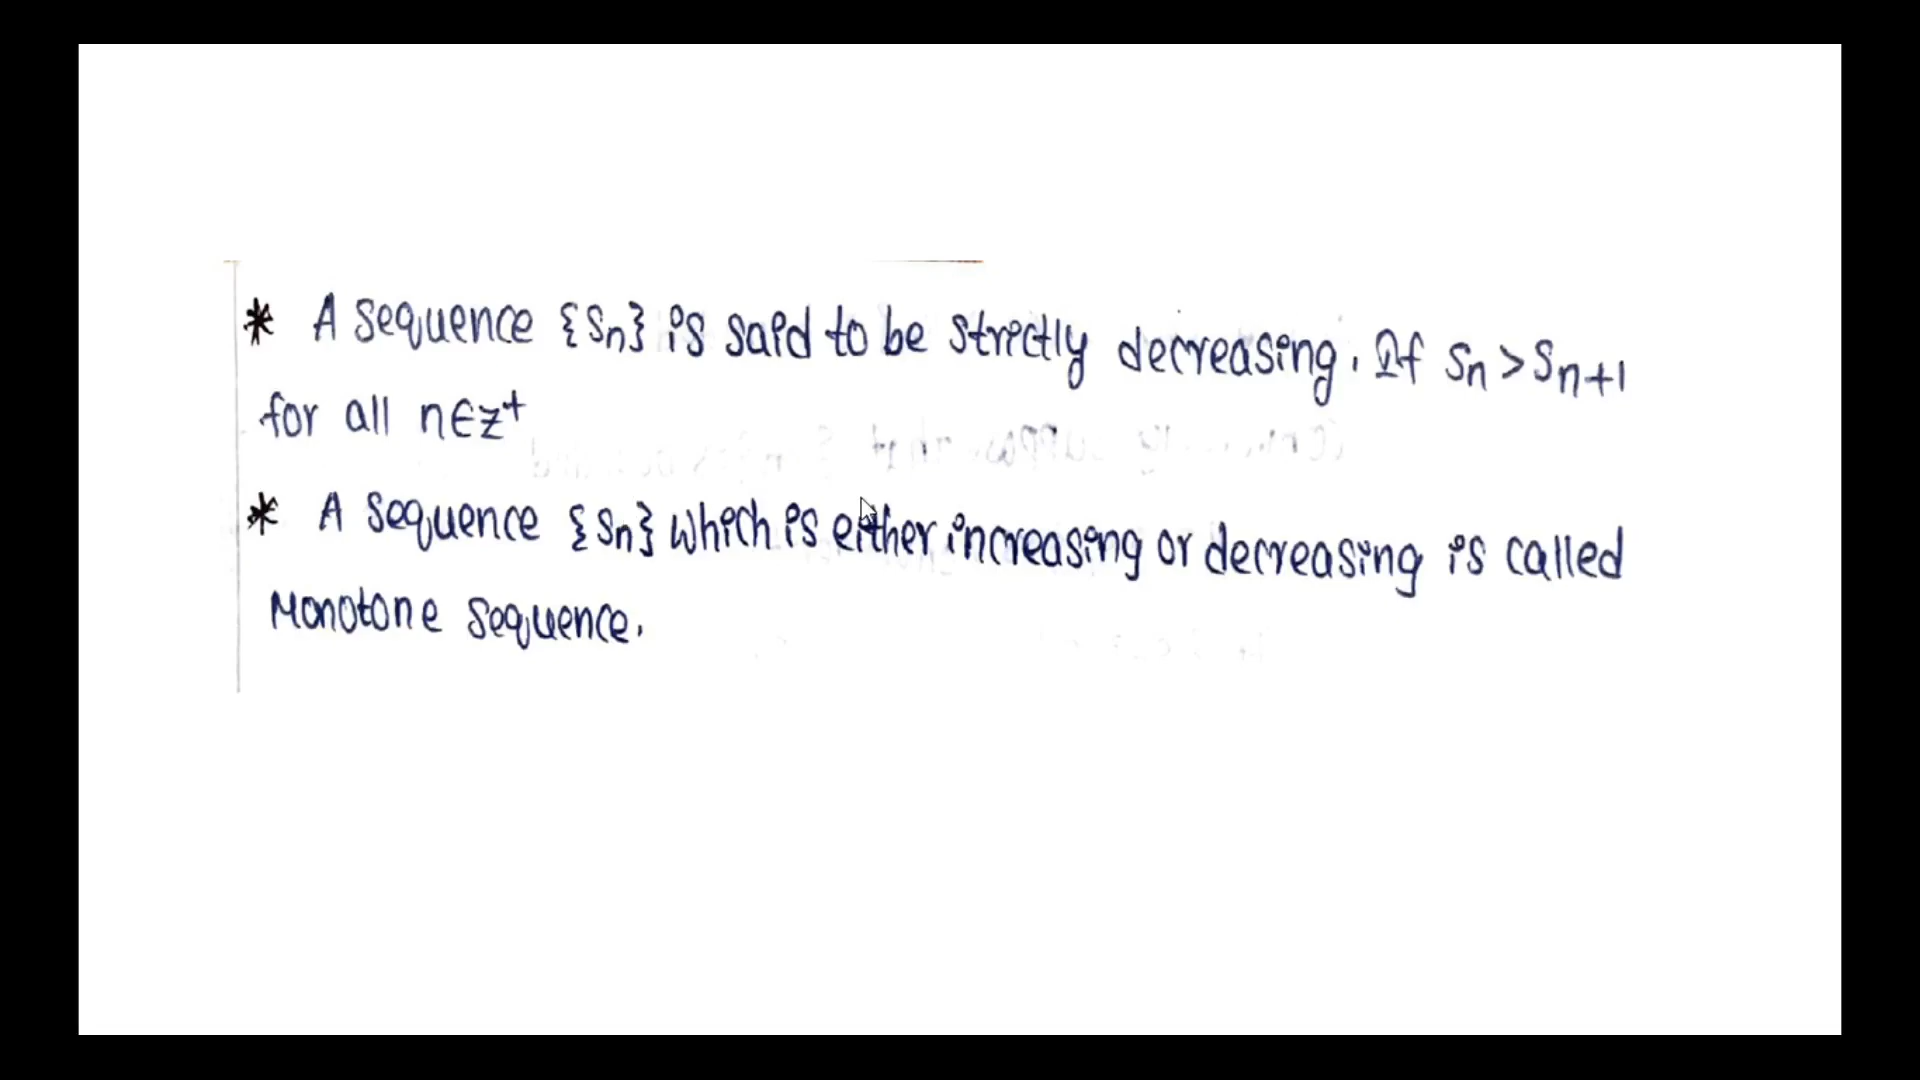 * A sequence {Sn} is said to be strictly decreasing. If Sn > Sn+1
for all n∈z⁺
* A sequence {Sn} which is either increasing or decreasing is called
Monotone sequence.